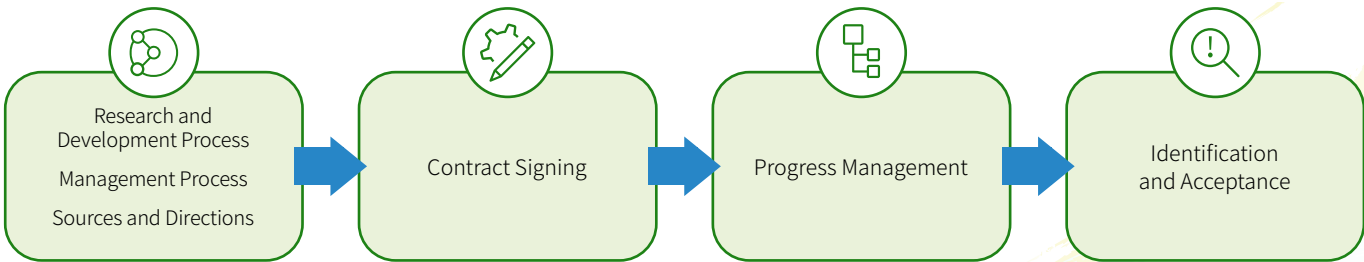 Research and
Development Process
Management Process
Sources and Directions
Contract Signing
Progress Management
Identification
and Acceptance